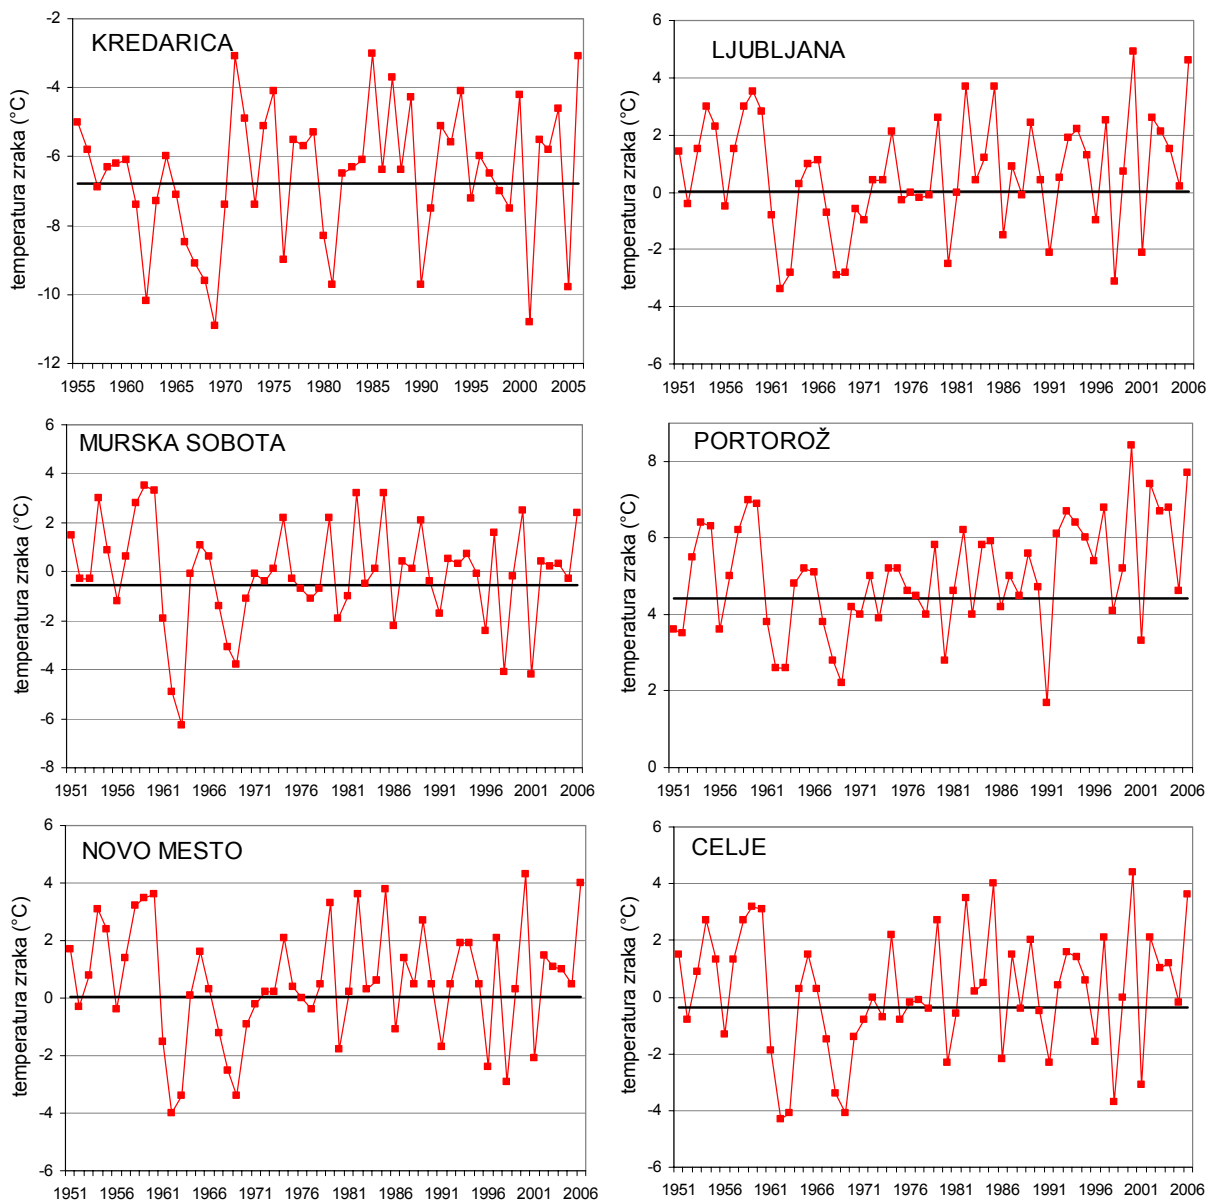 KREDARICA
temperatura zraka (°C)
-2
-4
-6
-8
-10
-12
1955 1960 1965 1970 1975 1980 1985 1990 1995 2000 2005
LJUBLJANA
temperatura zraka (°C)
6
4
2
0
-2
-4
-6
1951 1956 1961 1966 1971 1976 1981 1986 1991 1996 2001 2006
MURSKA SOBOTA
temperatura zraka (°C)
6
4
2
0
-2
-4
-6
-8
1951 1956 1961 1966 1971 1976 1981 1986 1991 1996 2001 2006
PORTOROŽ
temperatura zraka (°C)
8
6
4
2
0
1951 1956 1961 1966 1971 1976 1981 1986 1991 1996 2001 2006
NOVO MESTO
temperatura zraka (°C)
6
4
2
0
-2
-4
-6
1951 1956 1961 1966 1971 1976 1981 1986 1991 1996 2001 2006
CELJE
temperatura zraka (°C)
6
4
2
0
-2
-4
-6
1951 1956 1961 1966 1971 1976 1981 1986 1991 1996 2001 2006